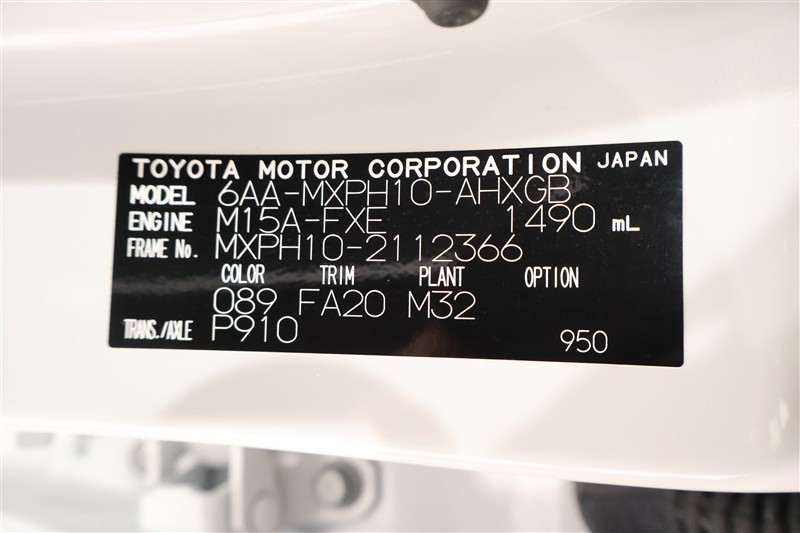 TOYOTA MOTOR CORPORATION JAPAN
MODEL 6AA-MXPH10-AHXGB
ENGINE M15A-FXE 1490 mL
FRAME No. MXPH10-2112366
COLOR TRIM PLANT OPTION
089 FA20 M32
TRANS./AXLE P910 950